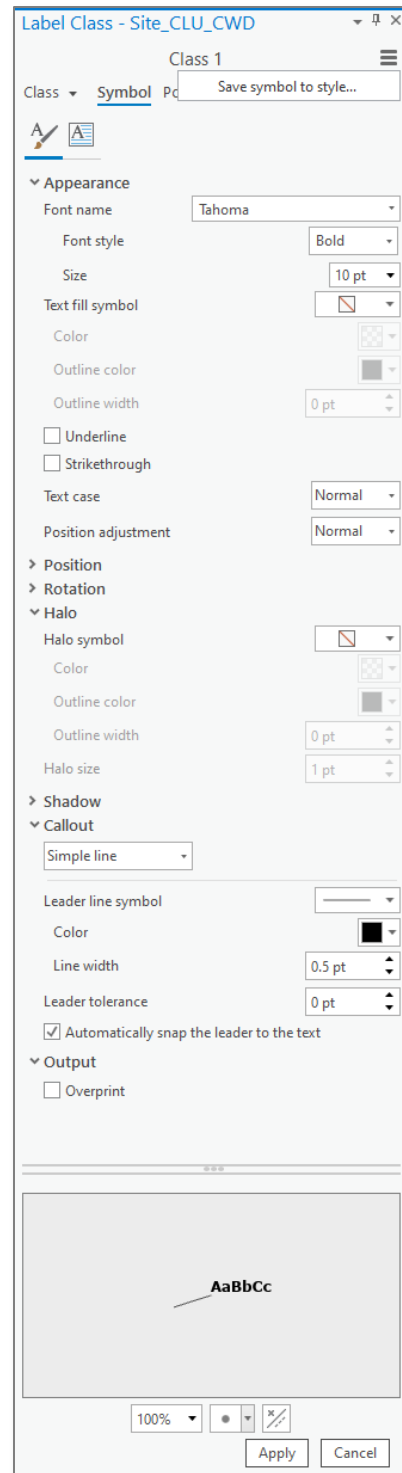 Label Class - Site_CLU_CWD
Class 1
Save symbol to style...
Class Symbol Po
Appearance
Font name Tahoma
Font style Bold
Size 10 pt
Text fill symbol
Color
Outline color
Outline width 0 pt
Underline
Strikethrough
Text case Normal
Position adjustment Normal
Position
Rotation
Halo
Halo symbol
Color
Outline color
Outline width 0 pt
Halo size 1 pt
Shadow
Callout
Simple line
Leader line symbol
Color
Line width 0.5 pt
Leader tolerance 0 pt
Automatically snap the leader to the text
Output
Overprint
AaBbCc
100%
Apply Cancel